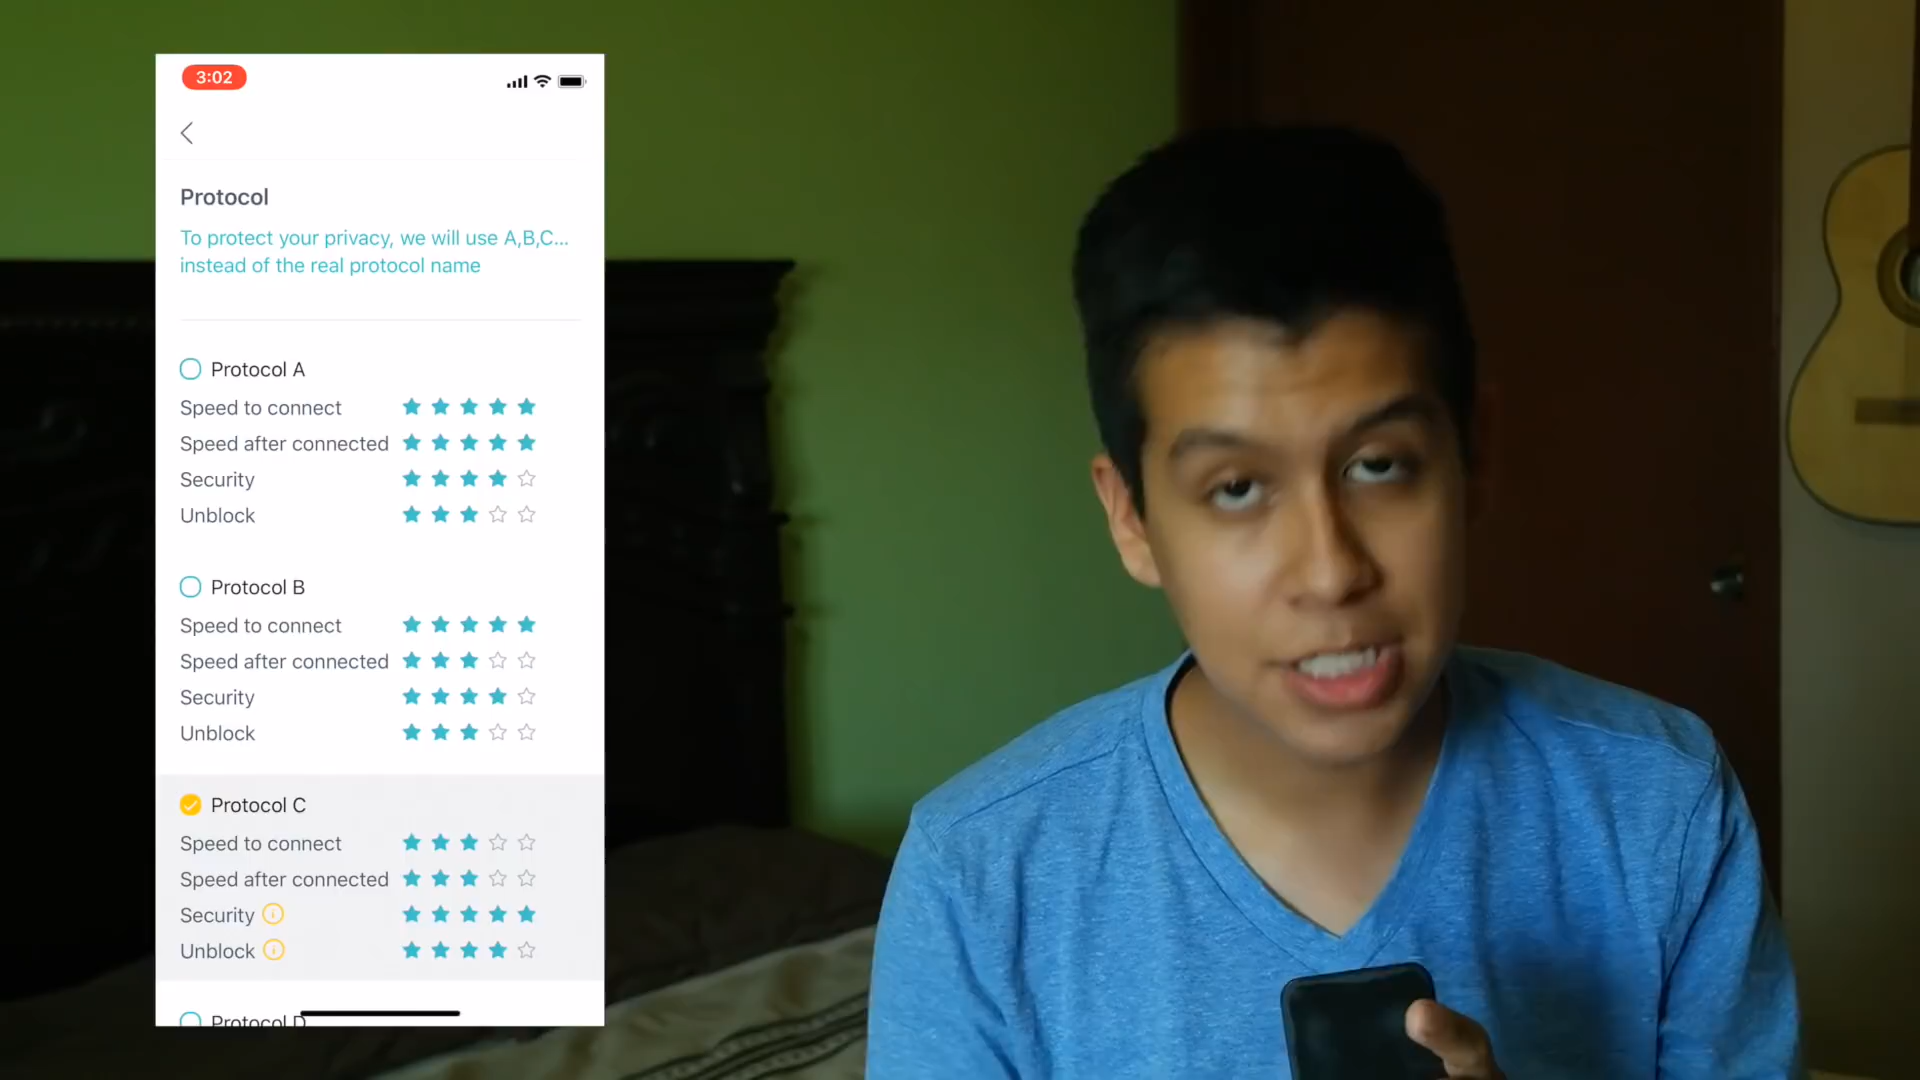 3:02
Protocol
To protect your privacy, we will use A,B,C...
instead of the real protocol name
Protocol A
Speed to connect
Speed after connected
Security
Unblock
Protocol B
Speed to connect
Speed after connected
Security
Unblock
Protocol C
Speed to connect
Speed after connected
Security
Unblock
Protocol D